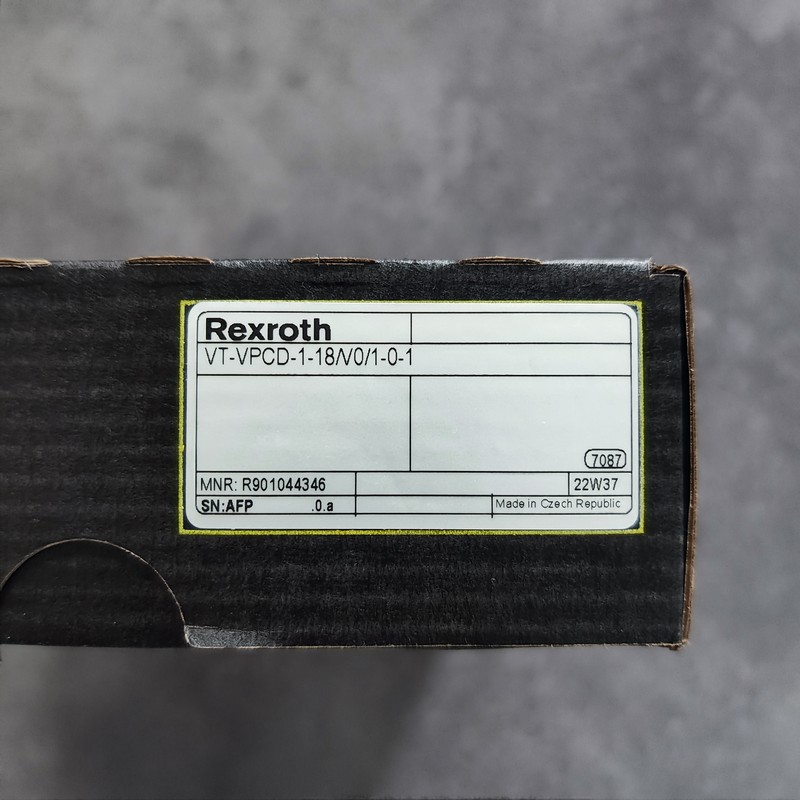 Rexroth
VT-VPCD-1-18/V0/1-0-1
7087
MNR: R901044346
22W37
SN:AFP .0.a
Made in Czech Republic